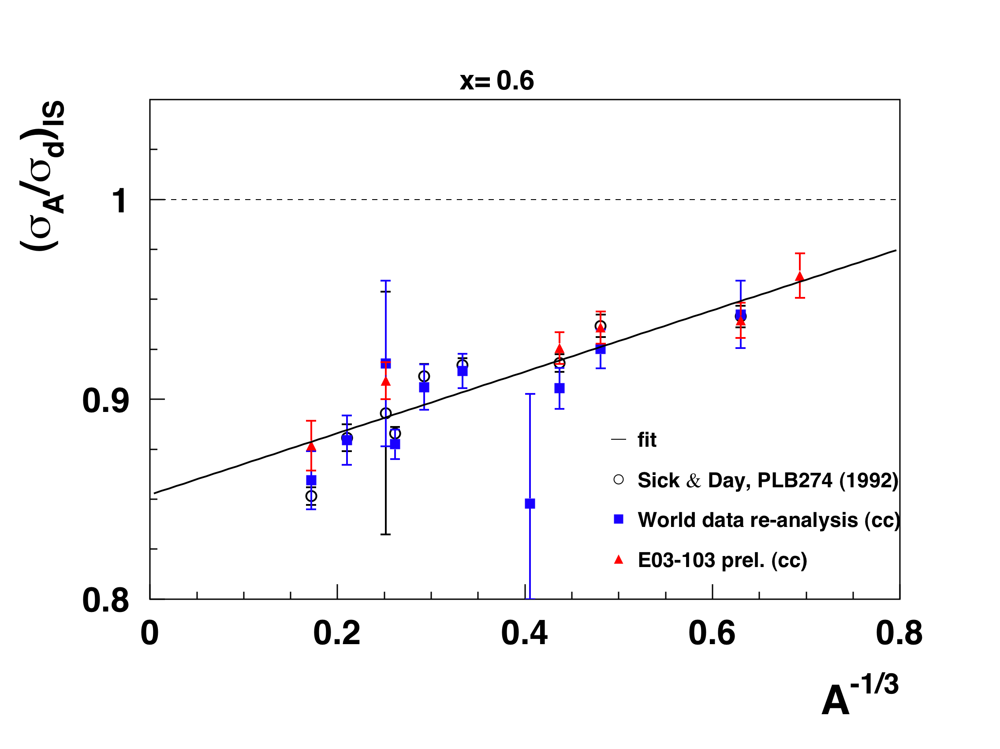 x= 0.6
(σA/σd)IS
1
0.9
0.8
0 0.2 0.4 0.6 0.8
A-1/3
fit
Sick & Day, PLB274 (1992)
World data re-analysis (cc)
E03-103 prel. (cc)